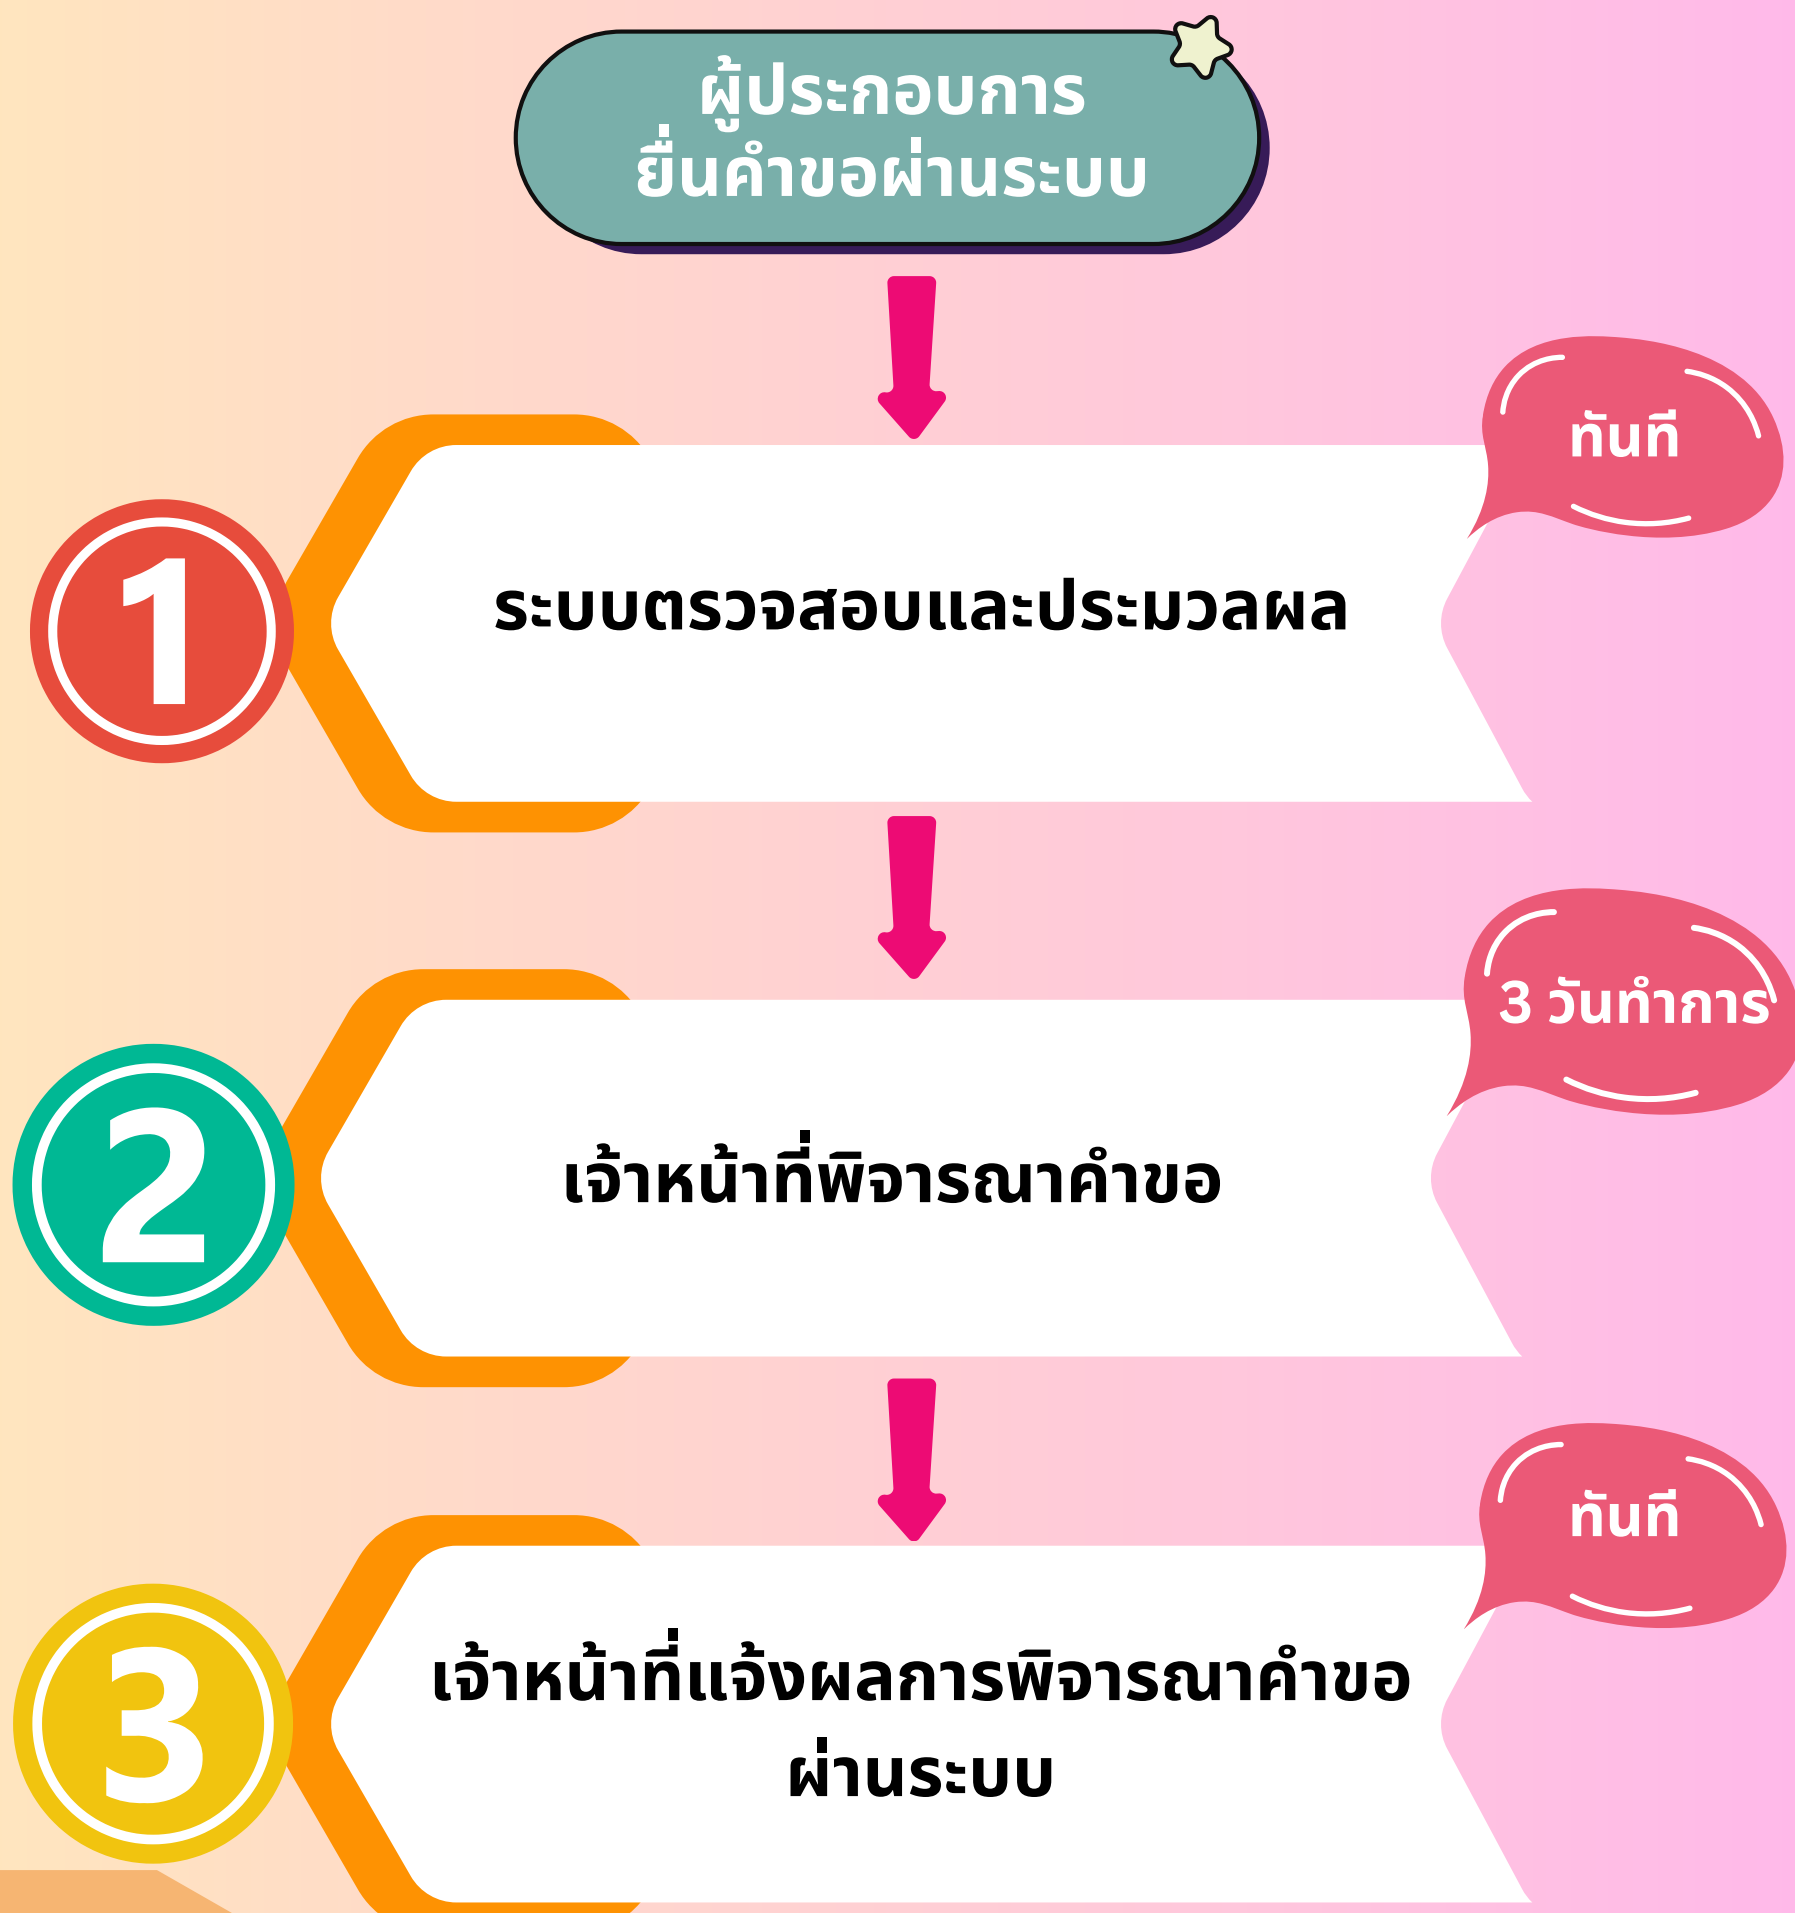 ผู้ประกอบการ
ยื่นคำขอผ่านระบบ
ทันที
1
ระบบตรวจสอบและประมวลผล
3 วันทำการ
2
เจ้าหน้าที่พิจารณาคำขอ
ทันที
3
เจ้าหน้าที่แจ้งผลการพิจารณาคำขอ
ผ่านระบบ